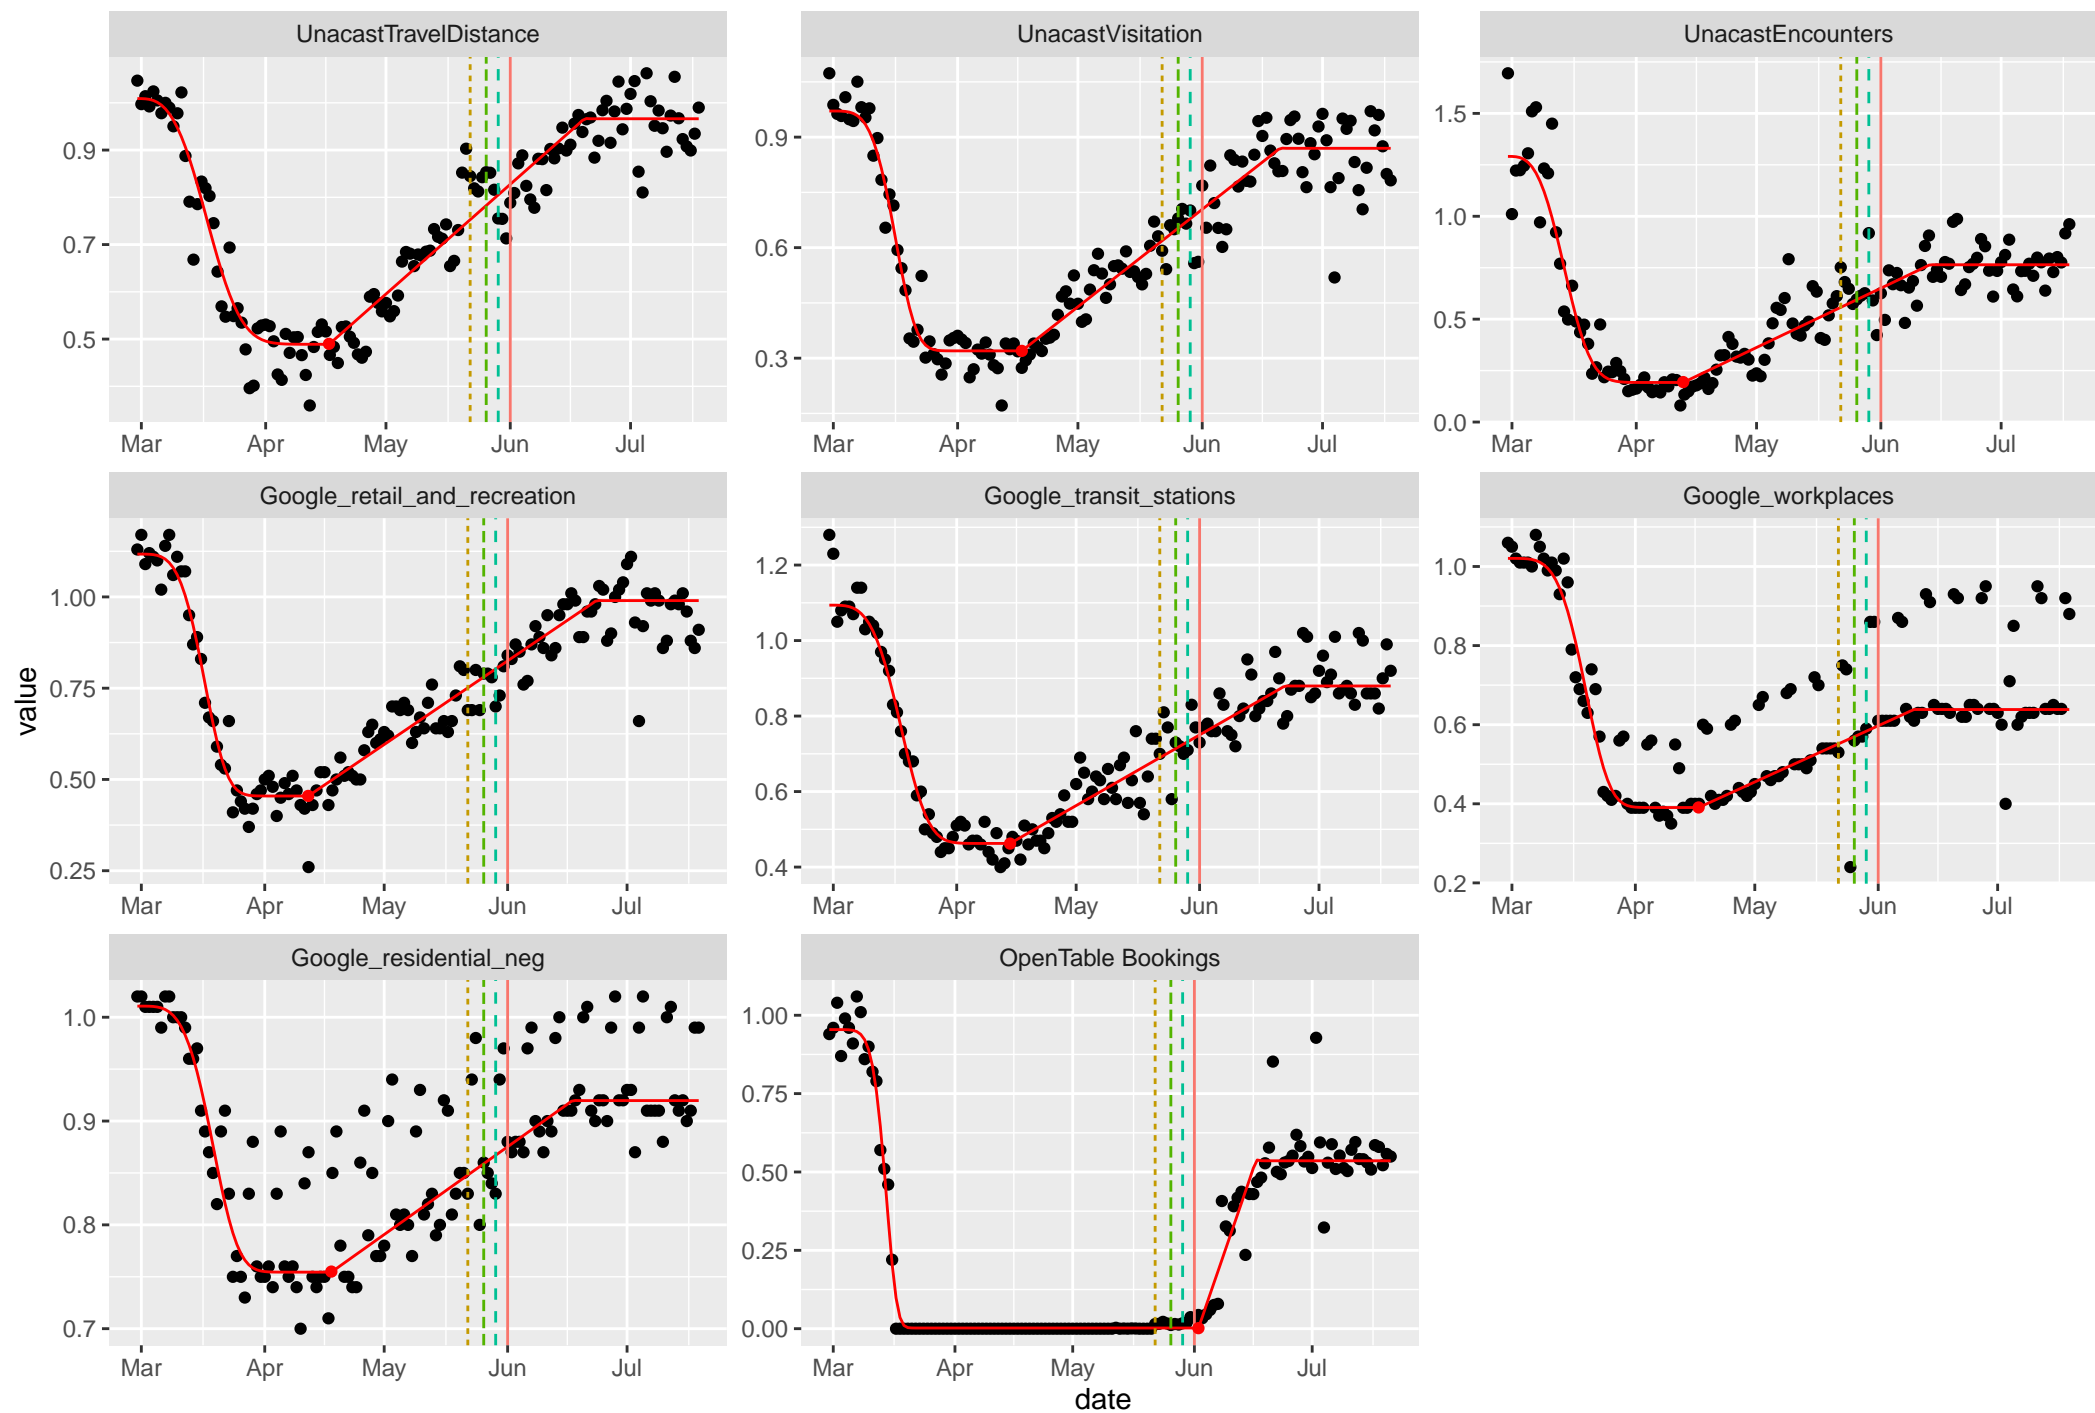 UnacastTravelDistance
UnacastVisitation
UnacastEncounters
0.9
0.7
0.5
Mar Apr May Jun Jul
0.9
0.6
0.3
Mar Apr May Jun Jul
1.5
1.0
0.5
0.0
Mar Apr May Jun Jul
Google_retail_and_recreation
Google_transit_stations
Google_workplaces
value
1.00
0.75
0.50
0.25
Mar Apr May Jun Jul
1.2
1.0
0.8
0.6
0.4
Mar Apr May Jun Jul
1.0
0.8
0.6
0.4
0.2
Mar Apr May Jun Jul
Google_residential_neg
OpenTable Bookings
1.0
0.9
0.8
0.7
Mar Apr May Jun Jul
1.00
0.75
0.50
0.25
0.00
Mar Apr May Jun Jul
date